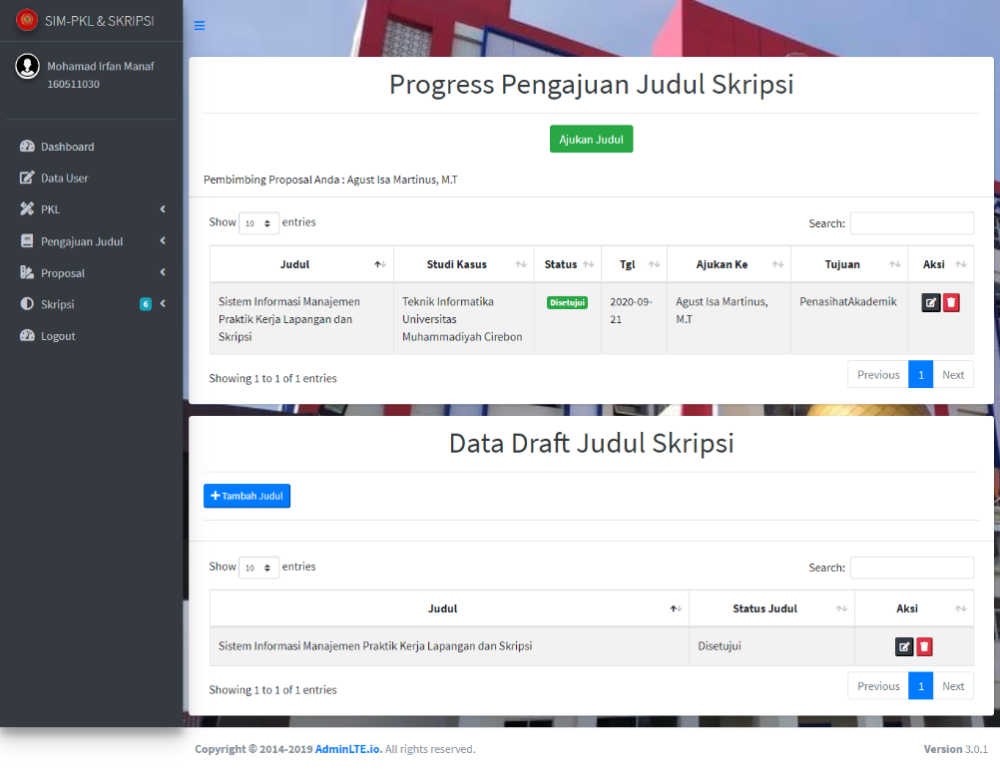 SIM-PKL & SKRIPSI
Mohamad Irfan Manaf
160511030
Dashboard
Data User
PKL
Pengajuan Judul
Proposal
Skripsi 6
Logout
Progress Pengajuan Judul Skripsi
Ajukan Judul
Pembimbing Proposal Anda : Agust Isa Martinus, M.T
Show 10 entries Search:
Judul Studi Kasus Status Tgl Ajukan Ke Tujuan Aksi
Sistem Informasi Manajemen Teknik Informatika Disetujui 2020-09- Agust Isa Martinus, PenasihatAkademik
Praktik Kerja Lapangan dan Universitas 21 M.T
Skripsi Muhammadiyah Cirebon
Showing 1 to 1 of 1 entries Previous 1 Next
Data Draft Judul Skripsi
Tambah Judul
Show 10 entries Search:
Judul Status Judul Aksi
Sistem Informasi Manajemen Praktik Kerja Lapangan dan Skripsi Disetujui
Showing 1 to 1 of 1 entries Previous 1 Next
Copyright © 2014-2019 AdminLTE.io. All rights reserved. Version 3.0.1